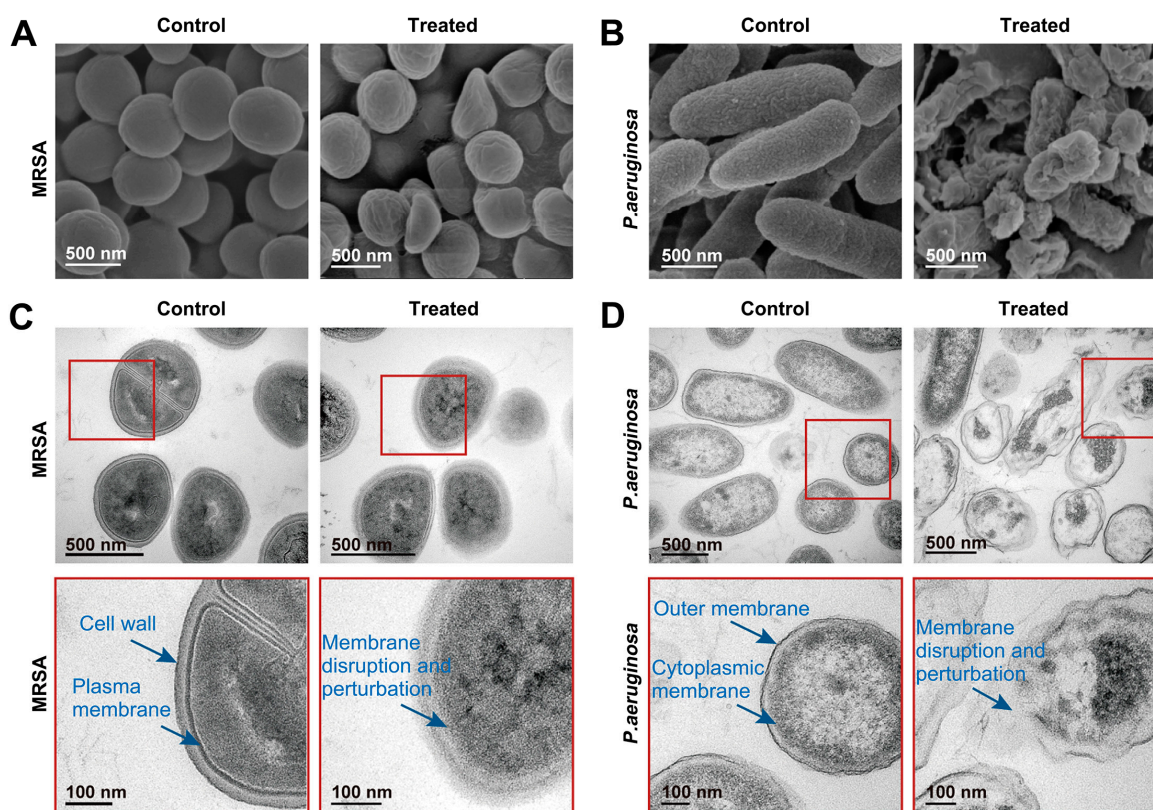 A
Control
Treated
MRSA
500 nm
500 nm
B
Control
Treated
P.aeruginosa
500 nm
500 nm
C
Control
Treated
MRSA
500 nm
500 nm
MRSA
Cell wall
Plasma
membrane
100 nm
Membrane
disruption and
perturbation
100 nm
D
Control
Treated
P.aeruginosa
500 nm
500 nm
P.aeruginosa
Outer membrane
Cytoplasmic
membrane
100 nm
Membrane
disruption and
perturbation
100 nm